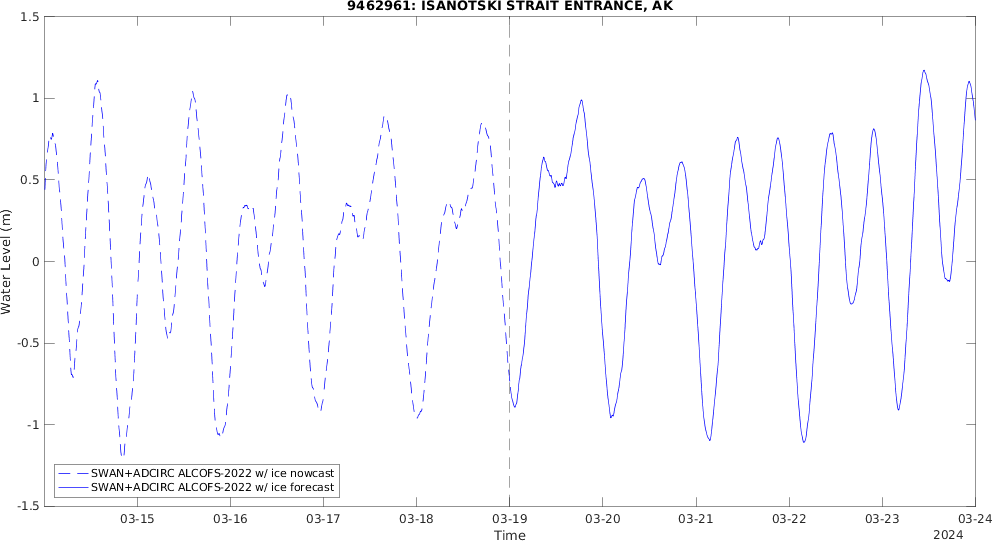 9462961: ISANOTSKI STRAIT ENTRANCE, AK
1.5
1
0.5
0
-0.5
-1
-1.5
Water Level (m)
SWAN+ADCIRC ALCOFS-2022 w/ ice nowcast
SWAN+ADCIRC ALCOFS-2022 w/ ice forecast
03-15 03-16 03-17 03-18 03-19 03-20 03-21 03-22 03-23 03-24
Time
2024